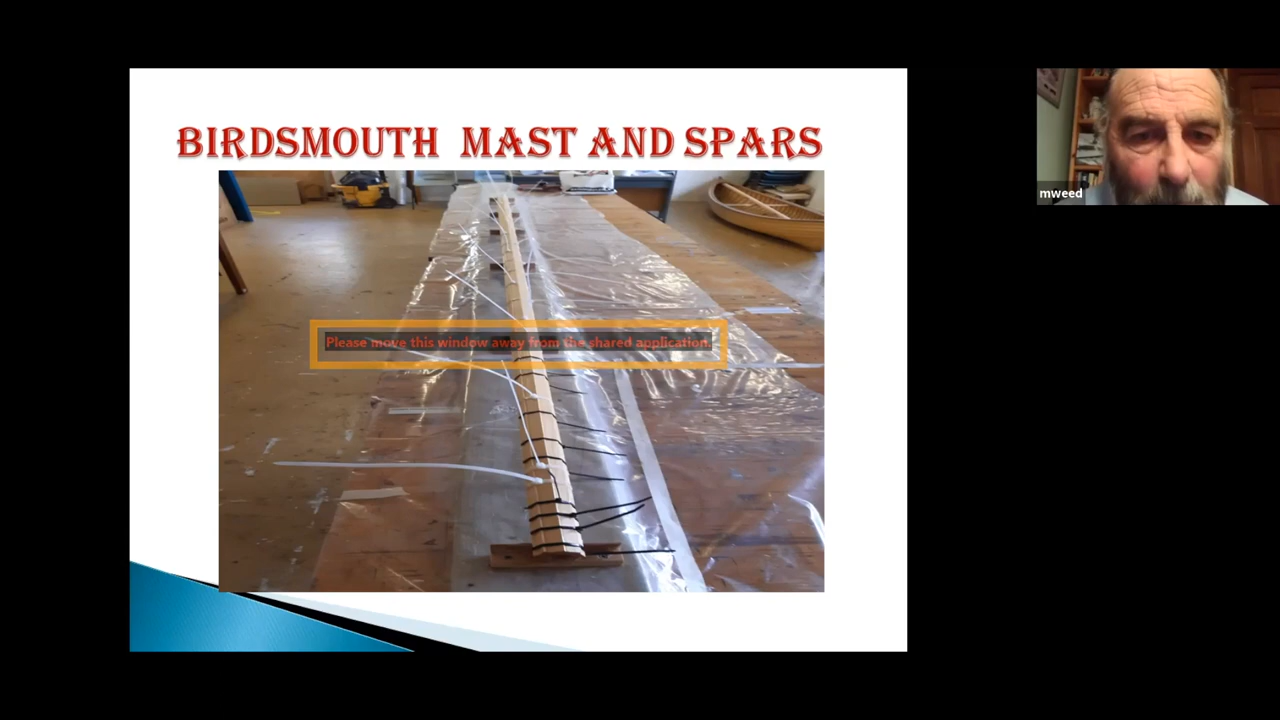 BIRDSMOUTH MAST AND SPARS
Please move this window away from the shared application.
mweed